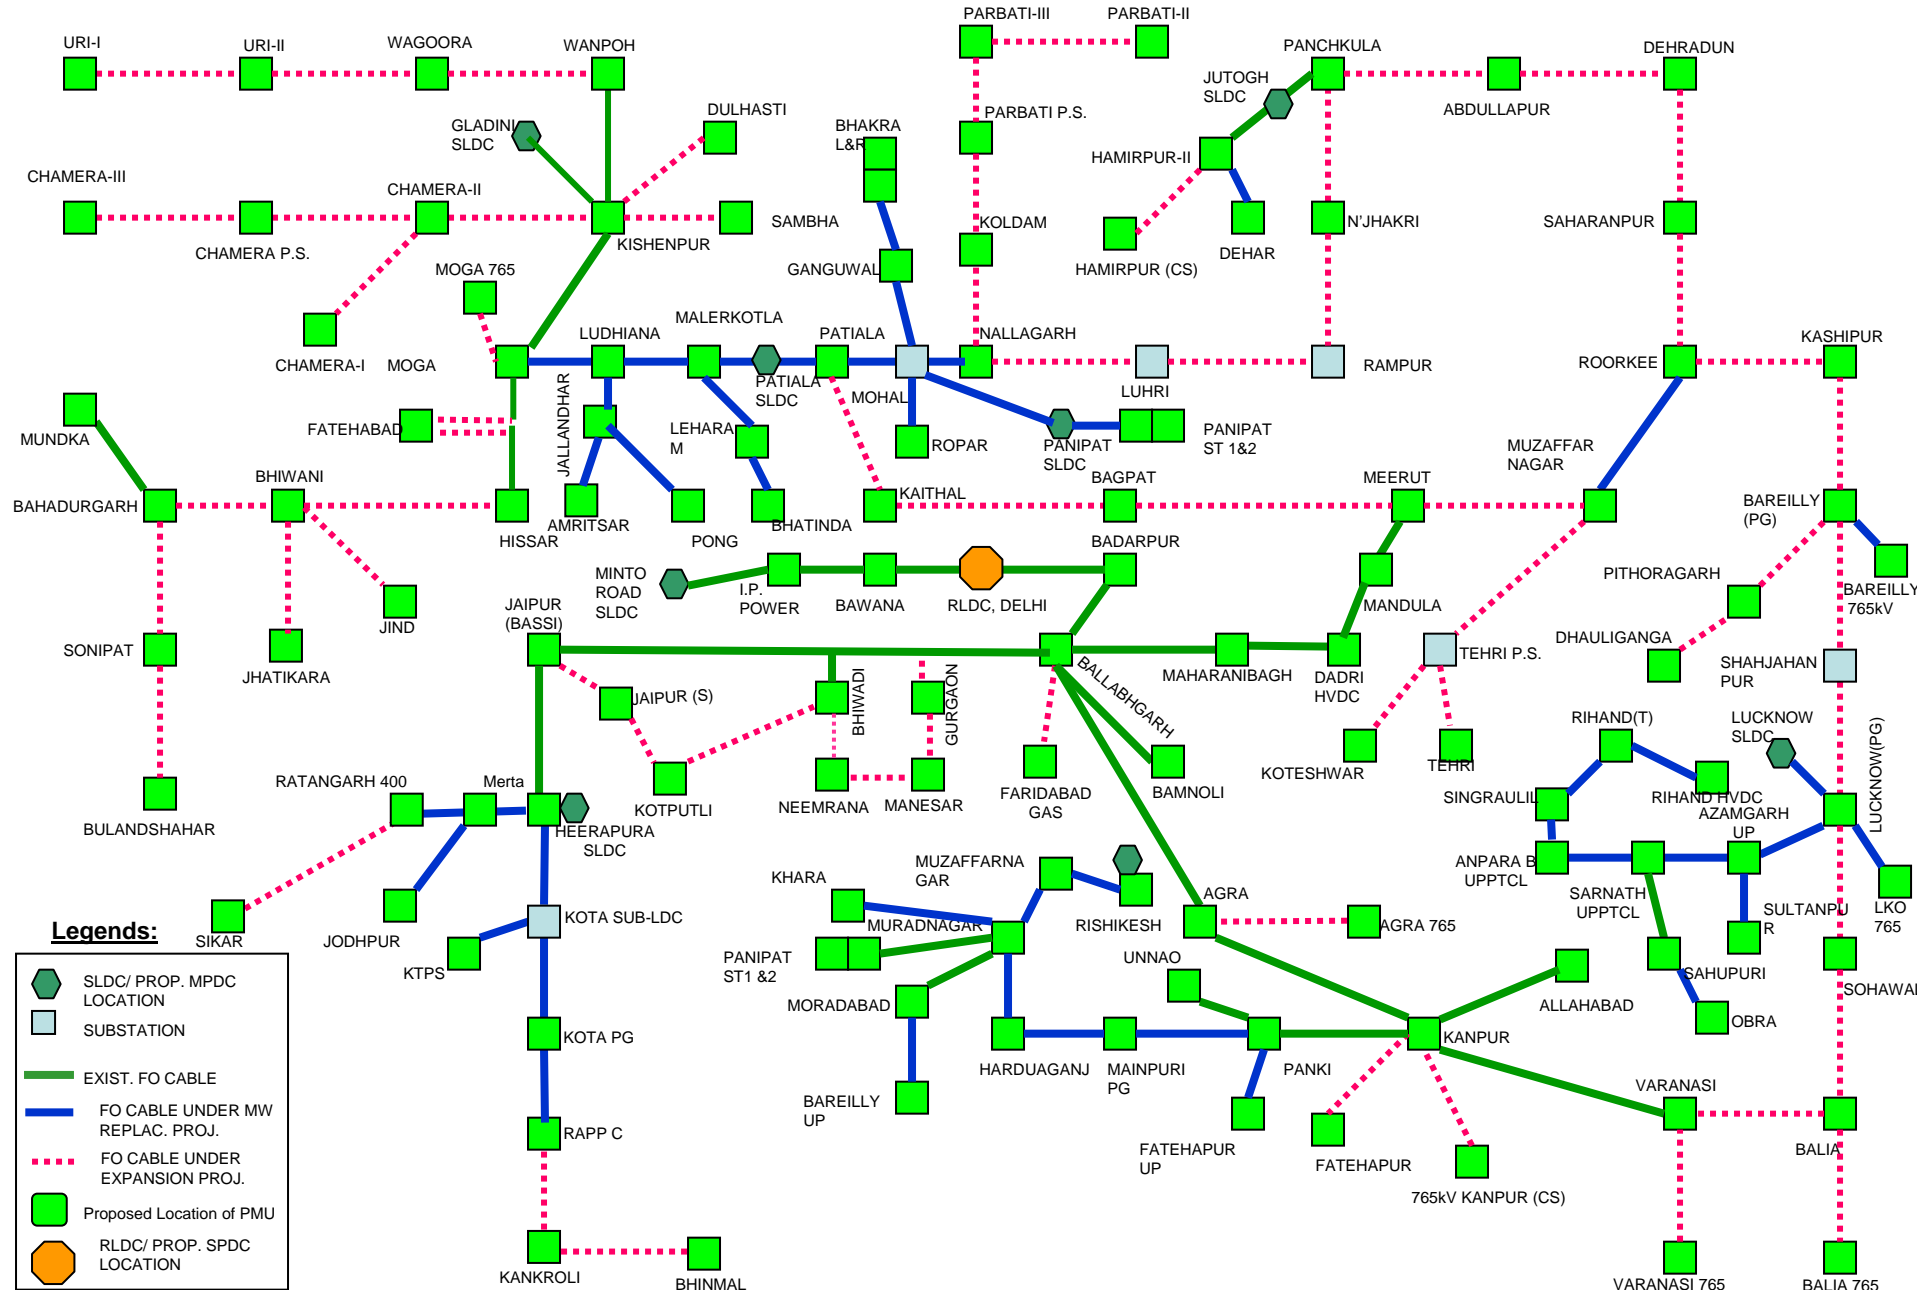 PARBATI-III
PARBATI-II
URI-I
URI-II
WAGOORA
WANPOH
PANCHKULA
DEHRADUN
JUTOGH
SLDC
ABDULLAPUR
GLADINI
SLDC
DULHASTI
BHAKRA
L&R
PARBATI P.S.
HAMIRPUR-II
CHAMERA-III
CHAMERA-II
CHAMERA P.S.
KISHENPUR
SAMBHA
KOLDAM
N'JHAKRI
SAHARANPUR
DEHAR
HAMIRPUR (CS)
GANGUWAL
MOGA 765
CHAMERA-I
MOGA
LUDHIANA
MALERKOTLA
PATIALA
NALLAGARH
KASHIPUR
ROORKEE
RAMPUR
LUHRI
PATIALA
SLDC
MOHAL
MUNDKA
FATEHABAD
JALLANDHAR
LEHARA
M
ROPAR
PANIPAT
SLDC
PANIPAT
ST 1&2
MUZAFFAR
NAGAR
BAHADURGARH
BHIWANI
HISSAR
AMRITSAR
PONG
BHATINDA
KAITHAL
BAGPAT
MEERUT
BAREILLY
(PG)
BADARPUR
MINTO
ROAD
SLDC
I.P.
POWER
BAWANA
RLDC, DELHI
MANDULA
PITHORAGARH
BAREILLY
765kV
JIND
JAIPUR
(BASSI)
SONIPAT
JHATIKARA
BALLABHGARH
MAHARANIBAGH
DADRI
HVDC
TEHRI P.S.
DHAULIGANGA
SHAHJAHAN
PUR
JAIPUR (S)
BHIWADI
GURGAON
RIHAND(T)
LUCKNOW
SLDC
LUCKNOW(PG)
KOTESHWAR
TEHRI
RATANGARH 400
Merta
KOTPUTLI
NEEMRANA
MANESAR
FARIDABAD
GAS
BAMNOLI
SINGRAULIL
RIHAND HVDC
AZAMGARH
UP
BULANDSHAHAR
HEERAPURA
SLDC
MUZAFFARNA
GAR
ANPARA B
UPPTCL
SARNATH
UPPTCL
SULTANPU
R
LKO
765
KHARA
MURADNAGAR
RISHIKESH
AGRA
AGRA 765
SIKAR
JODHPUR
KOTA SUB-LDC
KTPS
PANIPAT
ST1 &2
UNNAO
SAHUPURI
SOHAWAL
MORADABAD
ALLAHABAD
OBRA
KOTA PG
HARDUAGANJ
MAINPURI
PG
PANKI
KANPUR
BAREILLY
UP
VARANASI
RAPP C
FATEHAPUR
UP
FATEHAPUR
765kV KANPUR (CS)
BALIA
KANKROLI
BHINMAL
VARANASI 765
BALIA 765
Legends:
SLDC/ PROP. MPDC
LOCATION
SUBSTATION
EXIST. FO CABLE
FO CABLE UNDER MW
REPLAC. PROJ.
FO CABLE UNDER
EXPANSION PROJ.
Proposed Location of PMU
RLDC/ PROP. SPDC
LOCATION